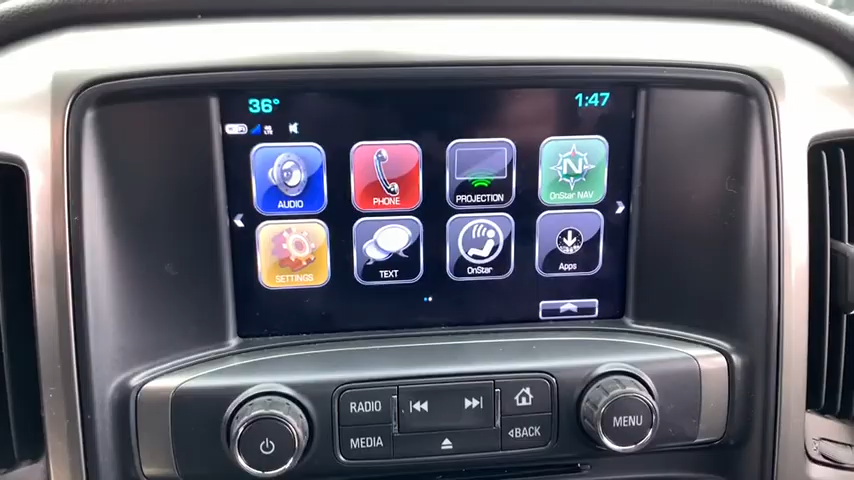 36° 1:47
AUDIO PHONE PROJECTION OnStar NAV
N
SETTINGS TEXT OnStar Apps
RADIO
MEDIA
BACK
MENU